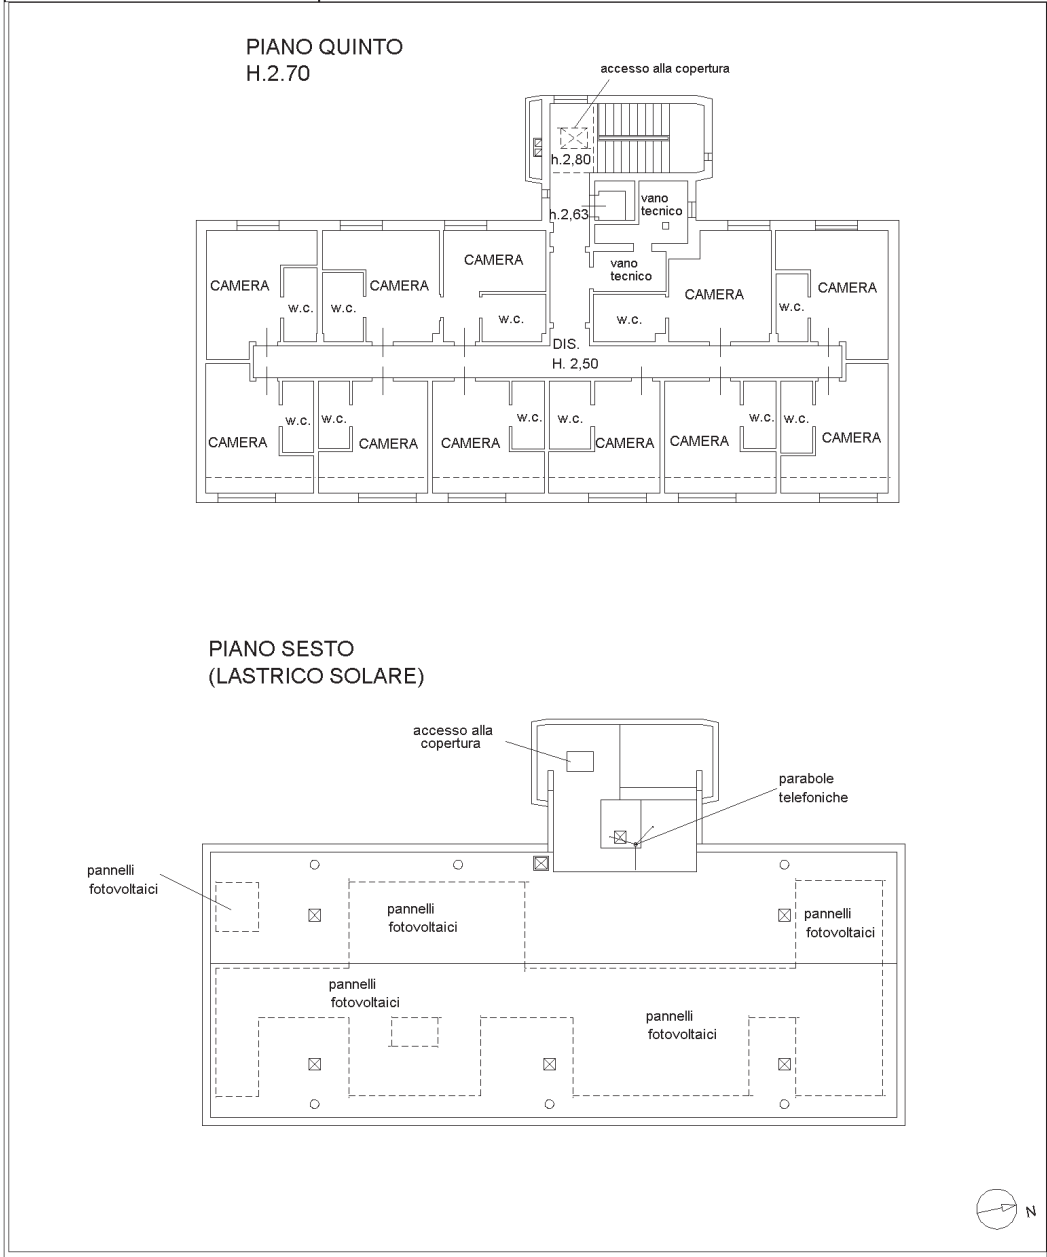 PIANO QUINTO
H.2.70
accesso alla copertura
h.2,80
h.2,63
vano
tecnico
vano
tecnico
CAMERA
CAMERA
CAMERA
CAMERA
CAMERA
w.c.
w.c.
w.c.
w.c.
w.c.
DIS.
H. 2,50
w.c.
w.c.
w.c.
w.c.
w.c.
w.c.
CAMERA
CAMERA
CAMERA
CAMERA
CAMERA
CAMERA
PIANO SESTO
(LASTRICO SOLARE)
accesso alla
copertura
parabole
telefoniche
pannelli
fotovoltaici
pannelli
fotovoltaici
pannelli
fotovoltaici
pannelli
fotovoltaici
pannelli
fotovoltaici
N